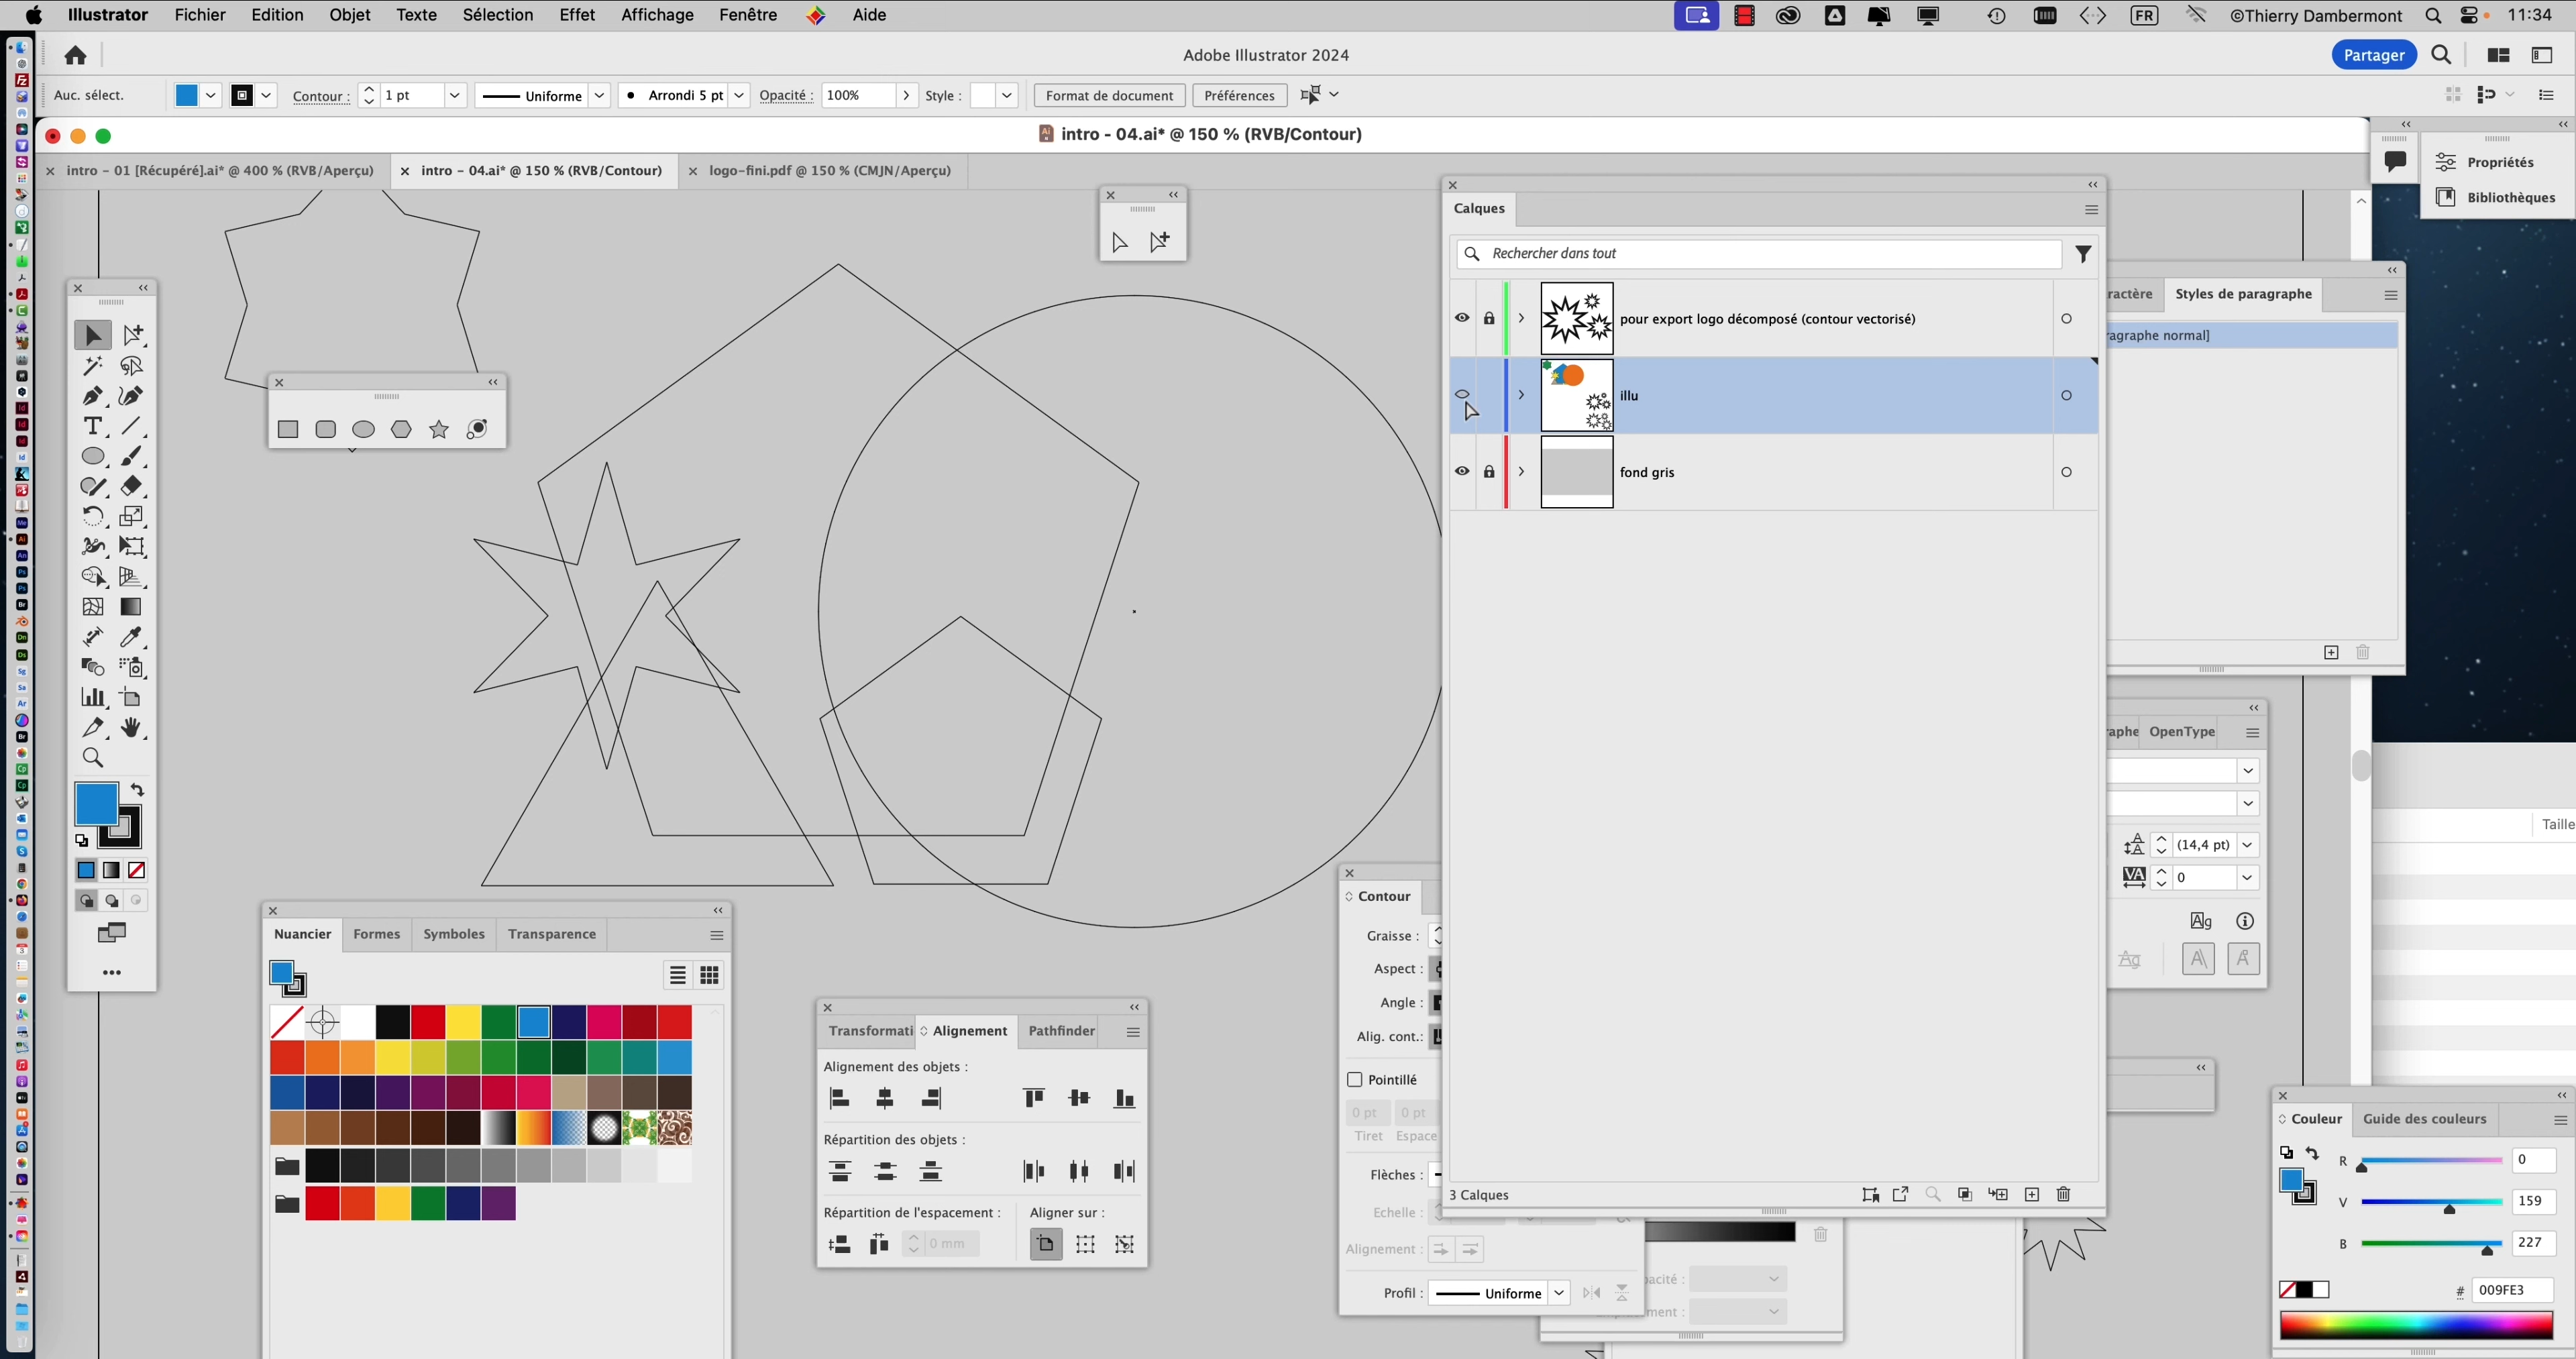 Illustrator Fichier Edition Objet Texte Sélection Effet Affichage Fenêtre Aide FR ©Thierry Dambermont 11:34
Adobe Illustrator 2024
Partager
Auc. sélect. Contour : 1 pt Uniforme Arrondi 5 pt Opacité : 100% Style : Format de document Préférences
intro - 04.ai* @ 150 % (RVB/Contour)
intro - 01 [Récupéré].ai* @ 400 % (RVB/Aperçu) intro - 04.ai* @ 150 % (RVB/Contour) logo-fini.pdf @ 150 % (CMJN/Aperçu)
Propriétés
Bibliothèques
Calques
Rechercher dans tout
pour export logo décomposé (contour vectorisé)
illu
fond gris
3 Calques
ractère Styles de paragraphe
ragraphe normal]
raphe OpenType
(14,4 pt)
0
Taille
Nuancier Formes Symboles Transparence
Transformati Alignement Pathfinder
Alignement des objets :
Répartition des objets :
Répartition de l'espacement : Aligner sur :
0 mm
Contour
Graisse :
Aspect :
Angle :
Alig. cont.:
Pointillé
0 pt 0 pt
Tiret Espace
Flèches :
Echelle :
Alignement :
Profil : Uniforme
pacité :
ment :
Couleur Guide des couleurs
R 0
V 159
B 227
# 009FE3